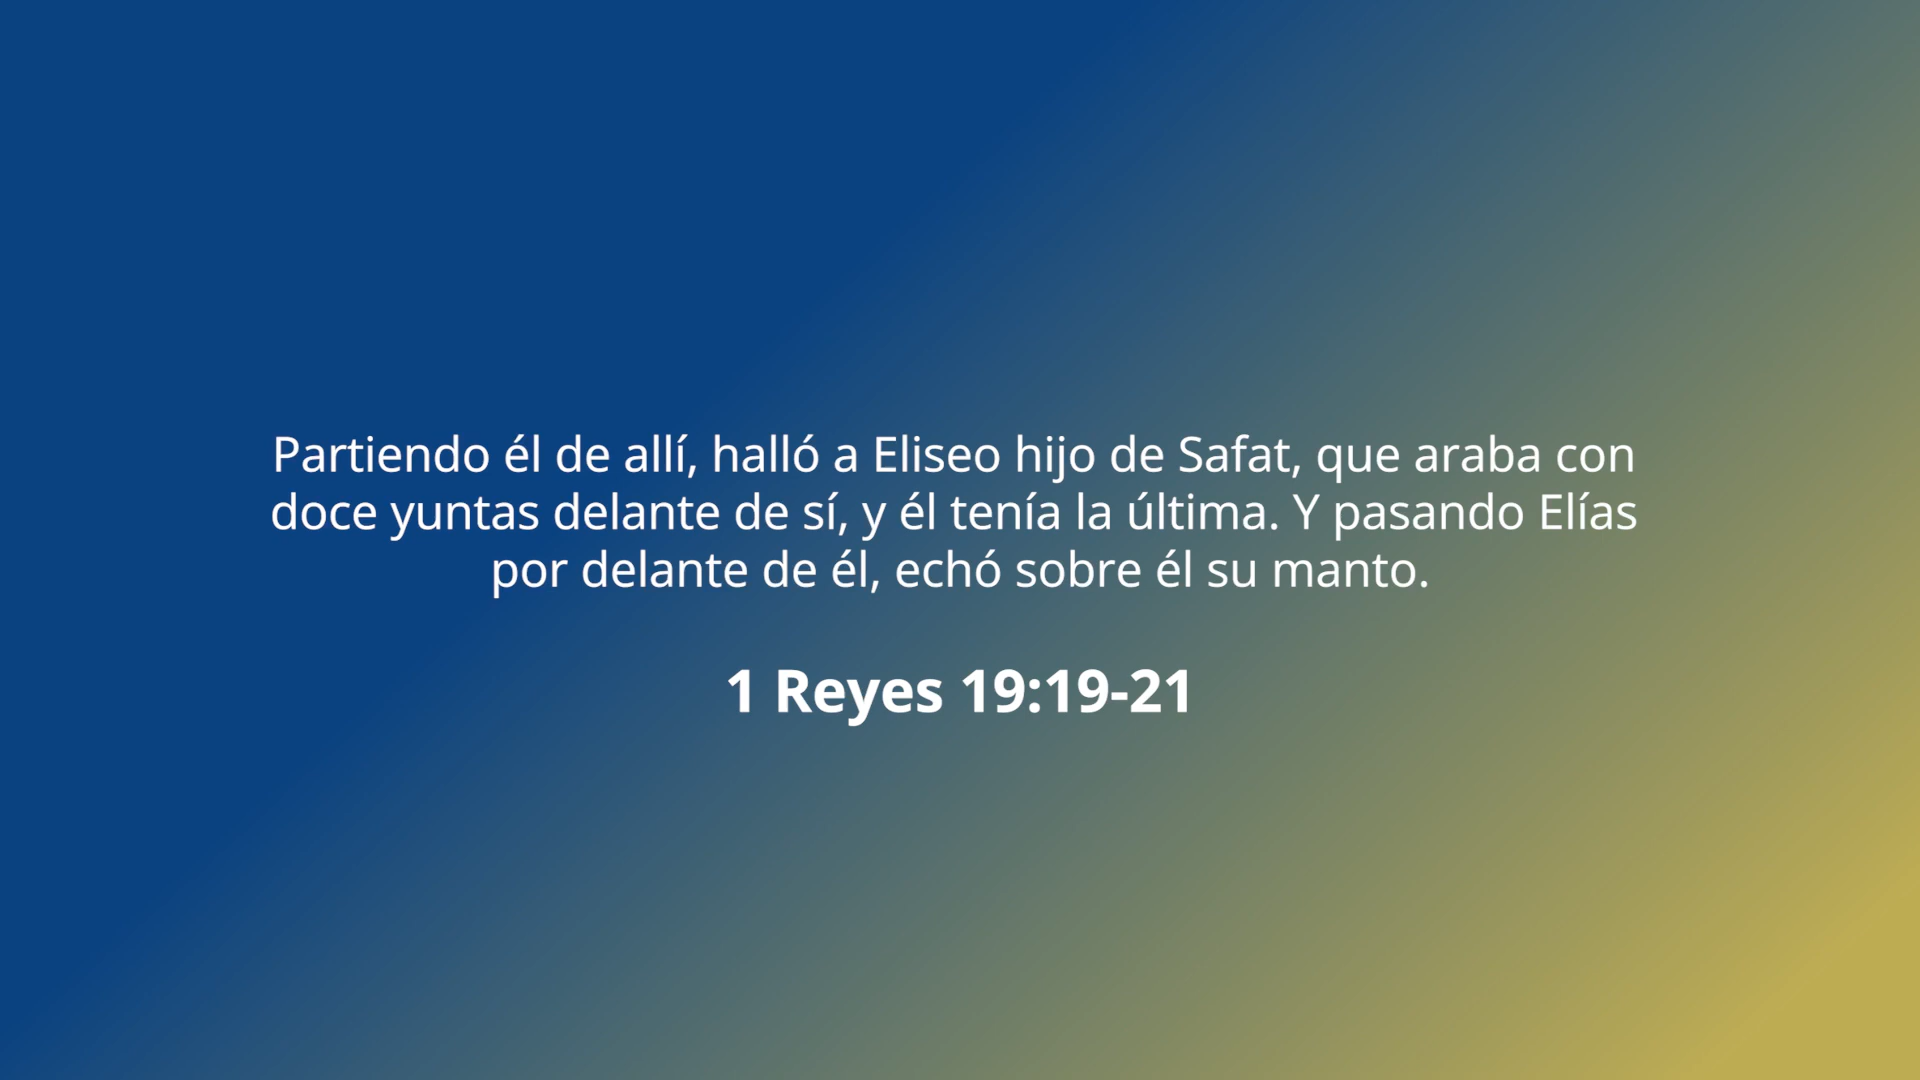 Partiendo él de allí, halló a Eliseo hijo de Safat, que araba con
doce yuntas delante de sí, y él tenía la última. Y pasando Elías
por delante de él, echó sobre él su manto.
1 Reyes 19:19-21